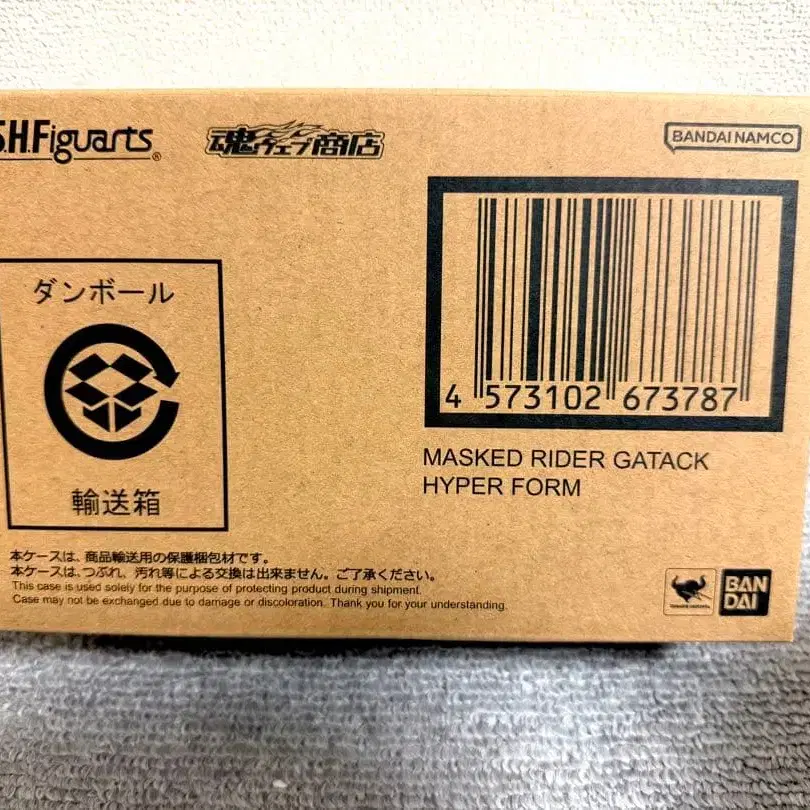 S.H.Figuarts®
魂ウェブ商店
BANDAI NAMCO
ダンボール
輸送箱
4 573102 673787
MASKED RIDER GATACK
HYPER FORM
本ケースは、商品輸送用の保護梱包材です。
本ケースは、つぶれ、汚れ等による交換は出来ません。ご了承ください。
This case is used solely for the purpose of protecting product during shipment.
Case may not be exchanged due to damage or discoloration. Thank you for your understanding.
BAN
DAI